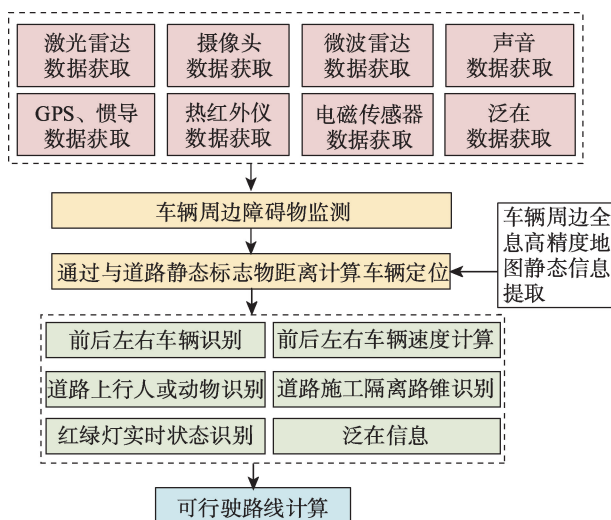 激光雷达
数据获取
摄像头
数据获取
微波雷达
数据获取
声音
数据获取
GPS、惯导
数据获取
热红外仪
数据获取
电磁传感器
数据获取
泛在
数据获取
车辆周边障碍物监测
通过与道路静态标志物距离计算车辆定位
车辆周边全
息高精度地
图静态信息
提取
前后左右车辆识别
前后左右车辆速度计算
道路上行人或动物识别
道路施工隔离路锥识别
红绿灯实时状态识别
泛在信息
可行驶路线计算